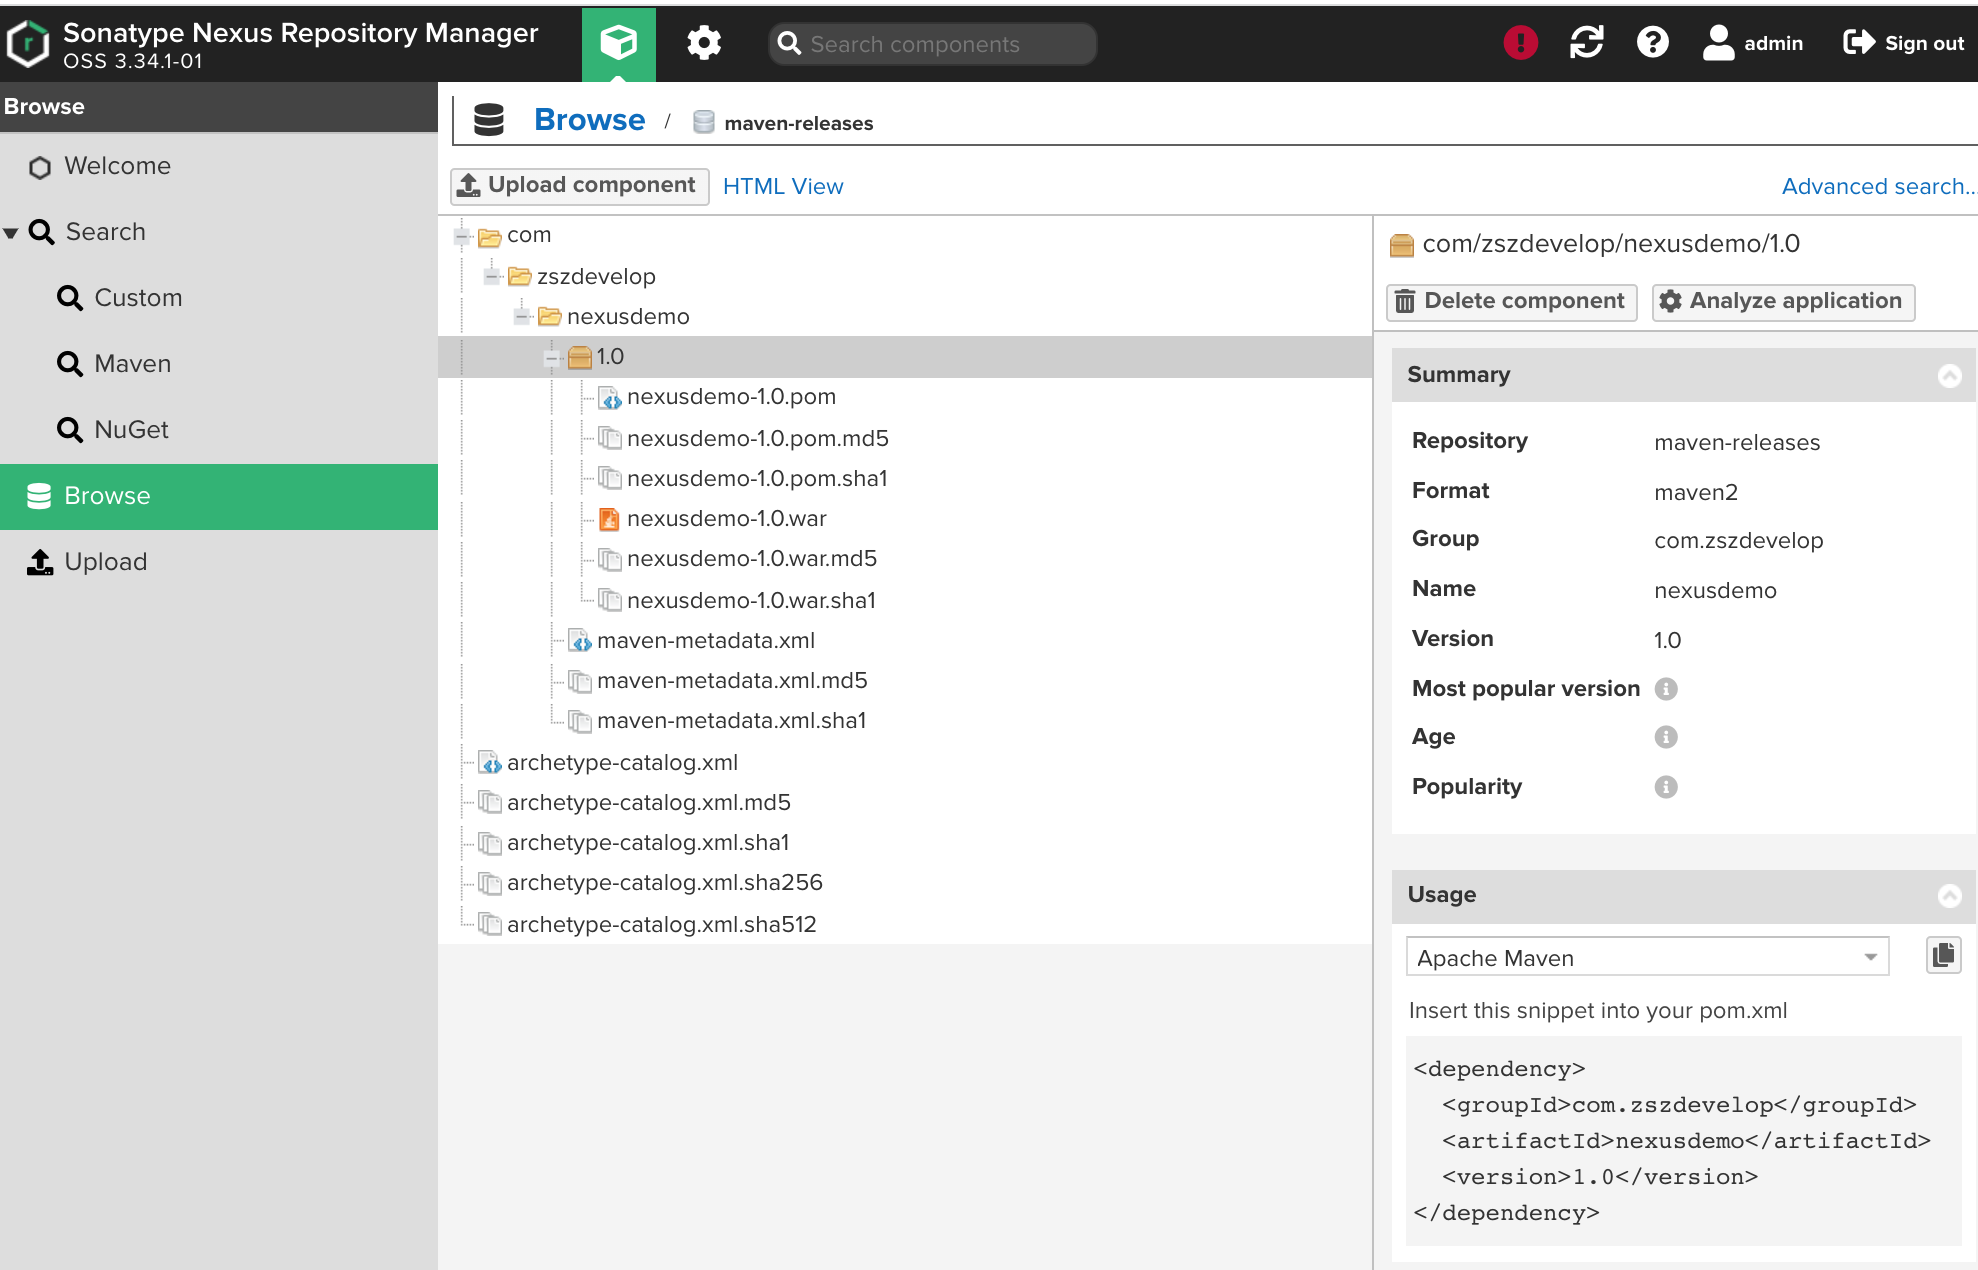 Sonatype Nexus Repository Manager
OSS 3.34.1-01
Search components
admin
Sign out
Browse
Welcome
Search
Custom
Maven
NuGet
Browse
Upload
Browse / maven-releases
Upload component
HTML View
Advanced search...
com
zszdevelop
nexusdemo
1.0
nexusdemo-1.0.pom
nexusdemo-1.0.pom.md5
nexusdemo-1.0.pom.sha1
nexusdemo-1.0.war
nexusdemo-1.0.war.md5
nexusdemo-1.0.war.sha1
maven-metadata.xml
maven-metadata.xml.md5
maven-metadata.xml.sha1
archetype-catalog.xml
archetype-catalog.xml.md5
archetype-catalog.xml.sha1
archetype-catalog.xml.sha256
archetype-catalog.xml.sha512
com/zszdevelop/nexusdemo/1.0
Delete component
Analyze application
Summary
Repository maven-releases
Format maven2
Group com.zszdevelop
Name nexusdemo
Version 1.0
Most popular version
Age
Popularity
Usage
Apache Maven
Insert this snippet into your pom.xml
<dependency>
  <groupId>com.zszdevelop</groupId>
  <artifactId>nexusdemo</artifactId>
  <version>1.0</version>
</dependency>